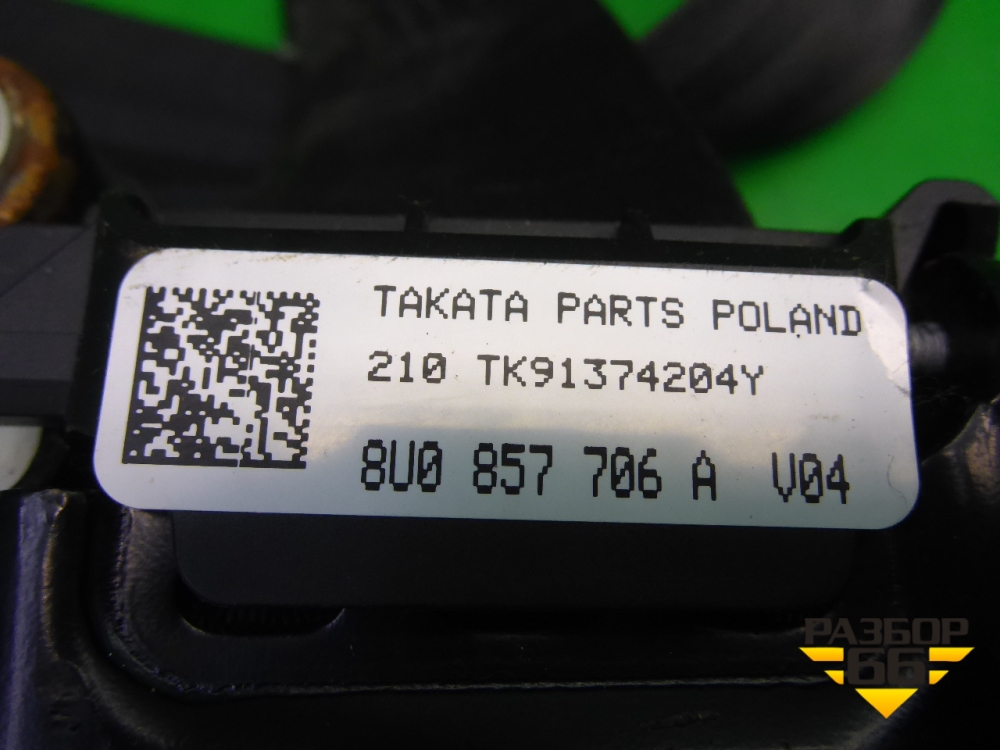 TAKATA PARTS POLAND
210 TK91374204Y
8U0 857 706 A V04
РАЗБОР
66